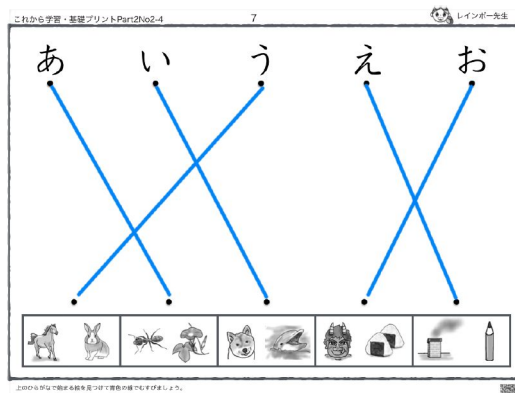 これから学習・基礎プリントPart2No2-4
7
レインボー先生
あ い う え お
上のひらがなで始まる絵を見つけて青色の線でむすびましょう。